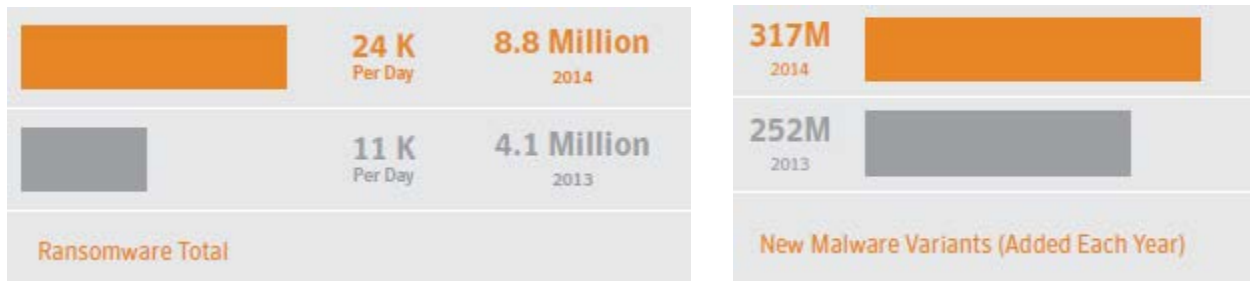 24 K
Per Day
8.8 Million
2014
11 K
Per Day
4.1 Million
2013
Ransomware Total
317M
2014
252M
2013
New Malware Variants (Added Each Year)